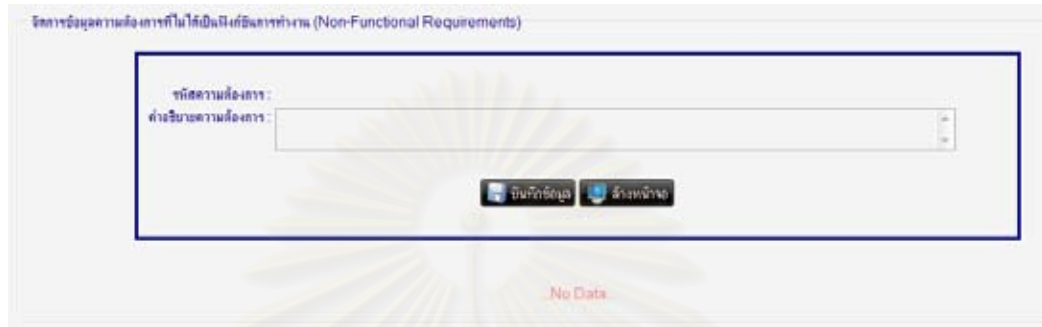 จัดการข้อมูลความต้องการที่ไม่ได้เป็นฟังก์ชันการทำงาน (Non-Functional Requirements)
รหัสความต้องการ :
คำอธิบายความต้องการ :
บันทึกข้อมูล ล้างหน้าจอ
No Data